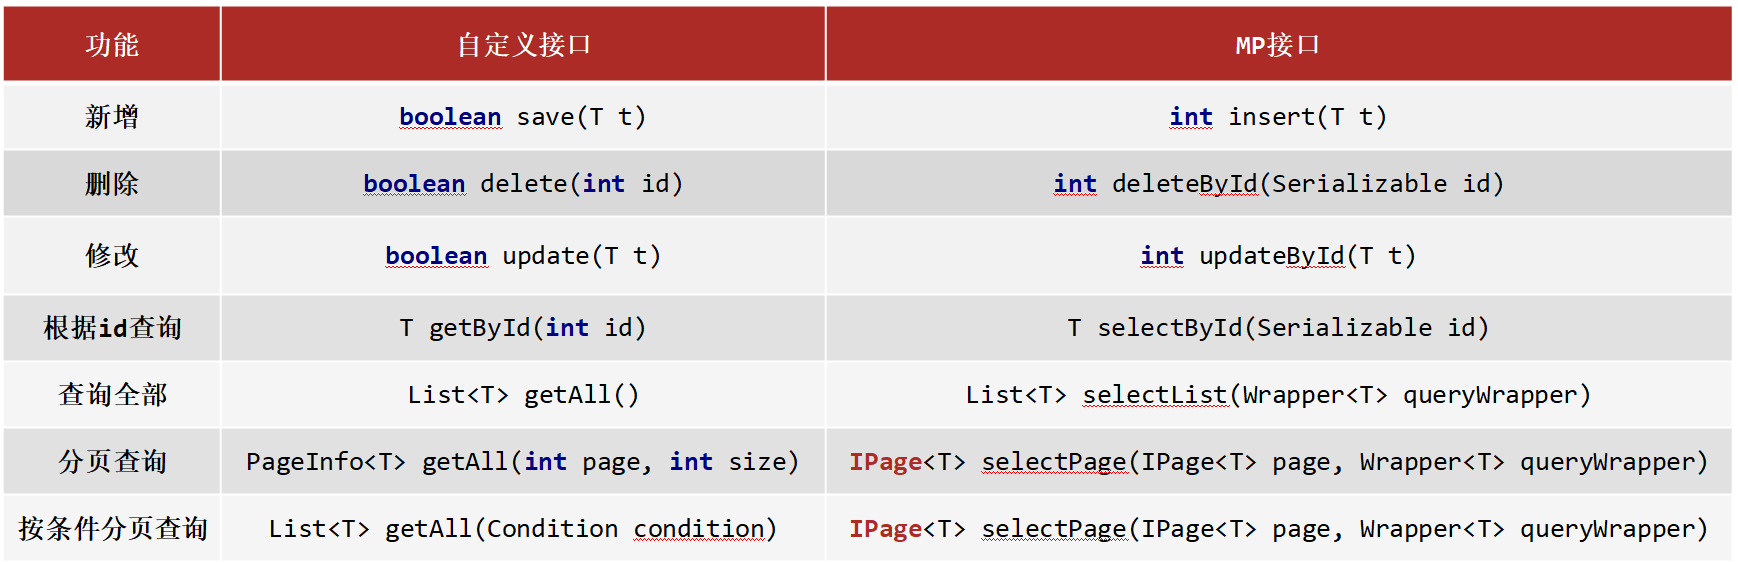 功能 自定义接口 MP接口
新增 boolean save(T t) int insert(T t)
删除 boolean delete(int id) int deleteById(Serializable id)
修改 boolean update(T t) int updateById(T t)
根据id查询 T getById(int id) T selectById(Serializable id)
查询全部 List<T> getAll() List<T> selectList(Wrapper<T> queryWrapper)
分页查询 PageInfo<T> getAll(int page, int size) IPage<T> selectPage(IPage<T> page, Wrapper<T> queryWrapper)
按条件分页查询 List<T> getAll(Condition condition) IPage<T> selectPage(IPage<T> page, Wrapper<T> queryWrapper)